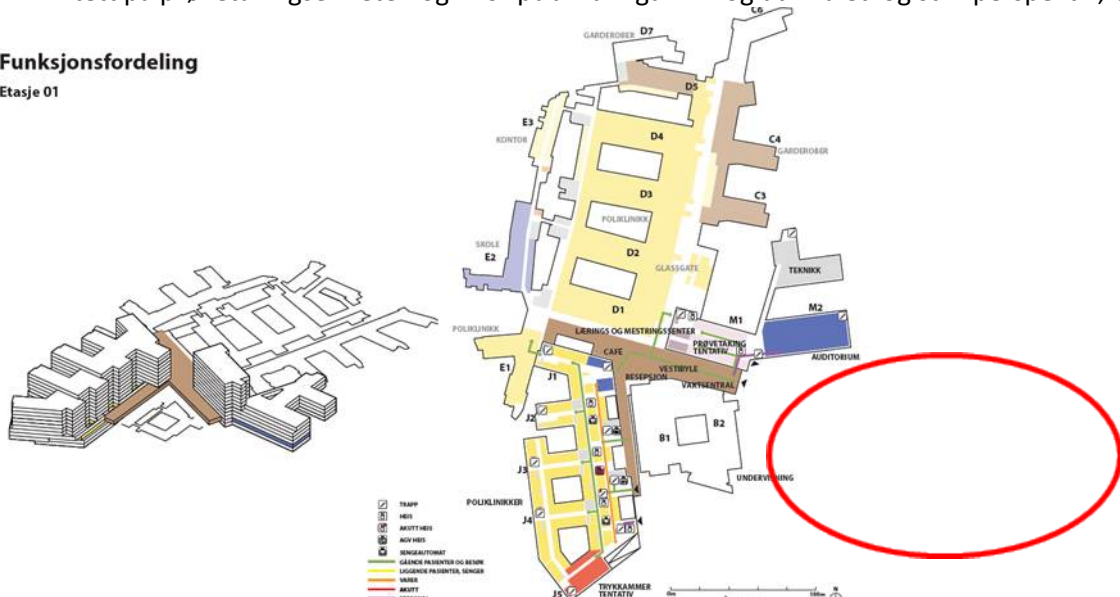 Funksjonsfordeling
Etasje 01
GARDEROBER
D7
C6
D5
E3
KONTOR
D4
C4
GARDEROBER
D3
C3
POLIKLINIKK
SKOLE
E2
D2
GLASSGATE
TEKNIKK
D1
M2
M1
POLIKLINIKK
LÆRINGS OG MESTRINGSSENTER
PRØVETAKING
TENTATIV
CAFE
AUDITORIUM
E1
VESTIBYLE
J1
RESEPSJON
VAKTSENTRAL
J2
B2
B1
J3
UNDERVISNING
POLIKLINIKKER
J4
TRAPP
HEIS
AKUTT HEIS
AGV HEIS
SENGEAUTOMAT
GÅENDE PASIENTER OG BESØK
LIGGENDE PASIENTER, SENGER
VARER
AKUTT
TRYKKAMMER
TENTATIV
J5
0m
100m
N